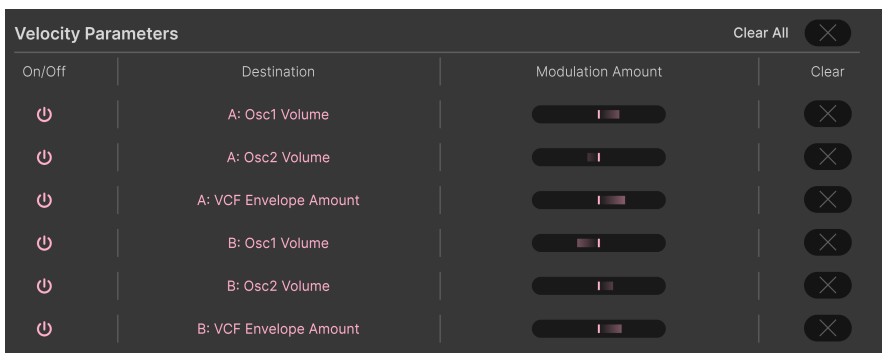 Velocity Parameters Clear All
On/Off Destination Modulation Amount Clear
A: Osc1 Volume
A: Osc2 Volume
A: VCF Envelope Amount
B: Osc1 Volume
B: Osc2 Volume
B: VCF Envelope Amount